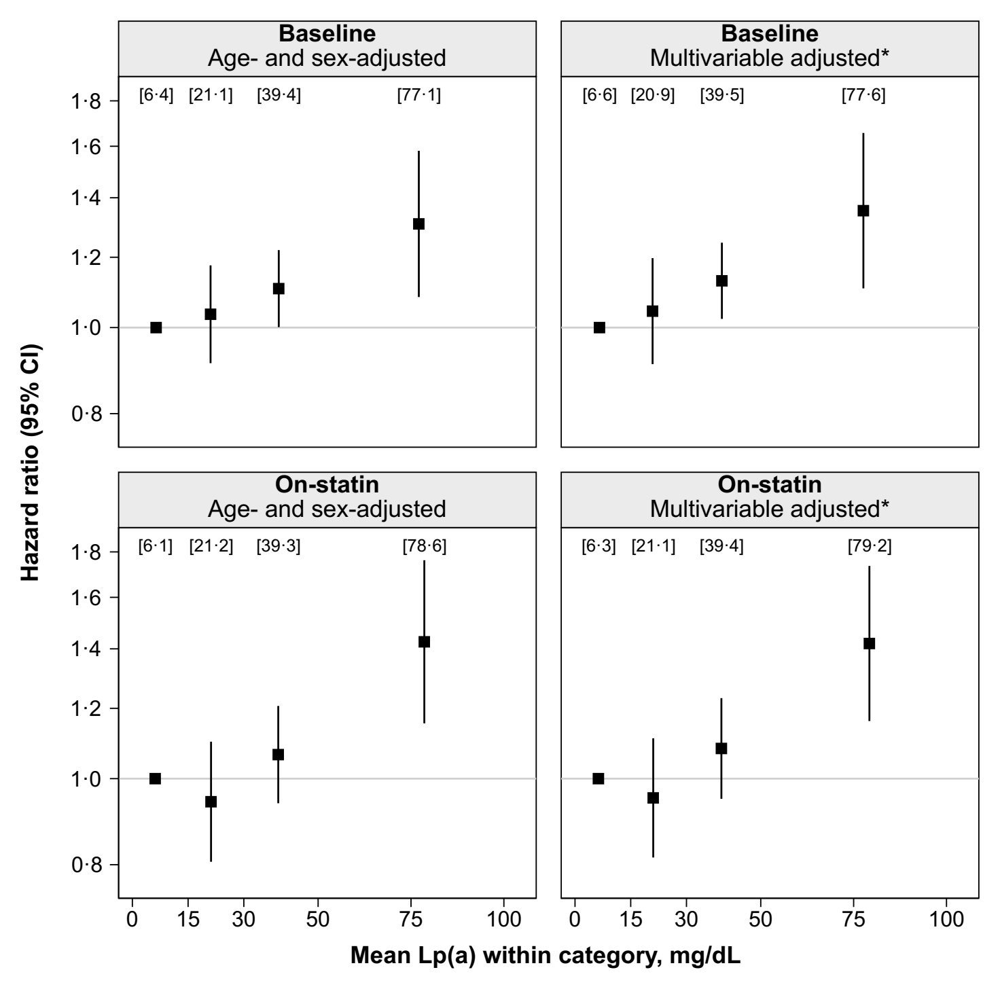 Baseline
Age- and sex-adjusted
Baseline
Multivariable adjusted*
[6·4] [21·1] [39·4] [77·1]
[6·6] [20·9] [39·5] [77·6]
1·8
1·6
1·4
1·2
1·0
0·8
Hazard ratio (95% CI)
On-statin
Age- and sex-adjusted
On-statin
Multivariable adjusted*
[6·1] [21·2] [39·3] [78·6]
[6·3] [21·1] [39·4] [79·2]
1·8
1·6
1·4
1·2
1·0
0·8
0 15 30 50 75 100
0 15 30 50 75 100
Mean Lp(a) within category, mg/dL